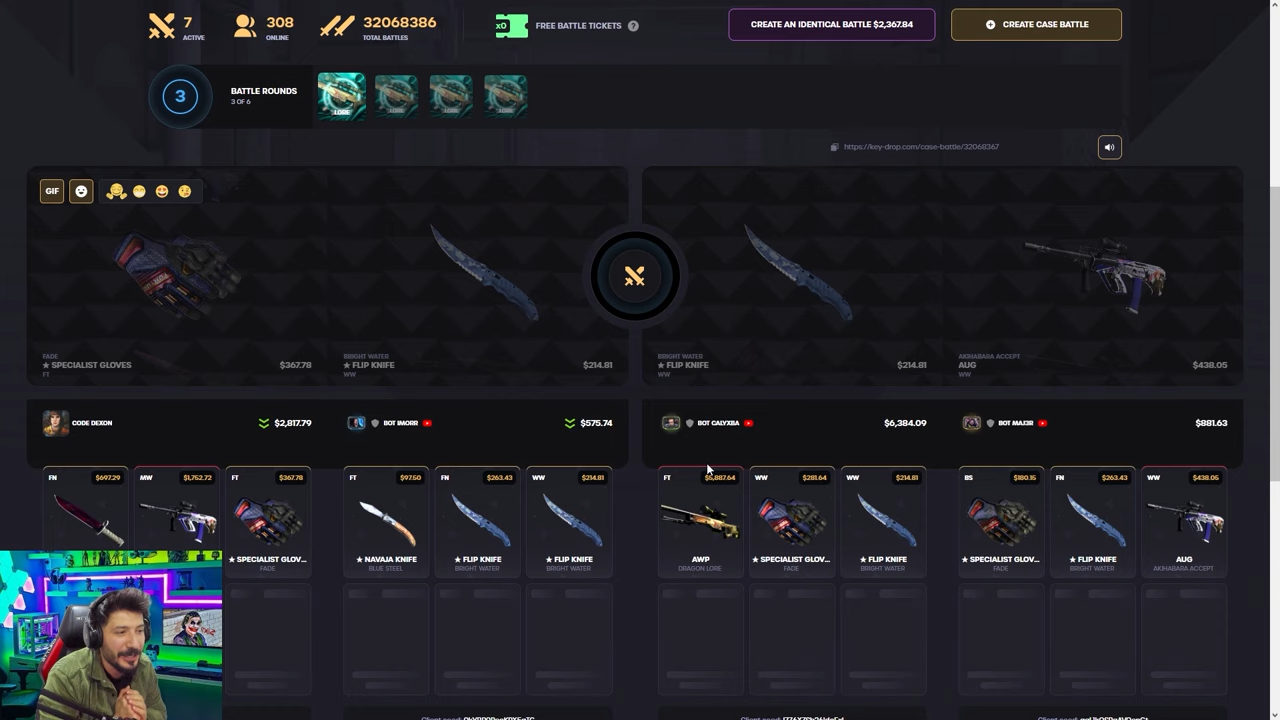 7
ACTIVE
308
ONLINE
32068386
TOTAL BATTLES
x0
FREE BATTLE TICKETS ?
CREATE AN IDENTICAL BATTLE $2,367.84
CREATE CASE BATTLE
3
BATTLE ROUNDS
3 OF 6
LORE
https://key-drop.com/case-battle/32068367
GIF
FADE
★ SPECIALIST GLOVES $367.78
FT
BRIGHT WATER
★ FLIP KNIFE $214.81
WW
BRIGHT WATER
★ FLIP KNIFE $214.81
WW
AKIHABARA ACCEPT
AUG $438.05
WW
CODE DEXON $2,817.79
BOT IMORR $575.74
BOT CALYXBA $6,384.09
BOT MAJ3R $881.63
FN $697.29
MW $1,752.72
FT $367.78
FT $97.50
FN $263.43
WW $214.81
FT $5,887.64
WW $281.64
WW $214.81
BS $180.15
FN $263.43
WW $438.05
★ SPECIALIST GLOV...
FADE
★ NAVAJA KNIFE
BLUE STEEL
★ FLIP KNIFE
BRIGHT WATER
★ FLIP KNIFE
BRIGHT WATER
AWP
DRAGON LORE
★ SPECIALIST GLOV...
FADE
★ FLIP KNIFE
BRIGHT WATER
★ SPECIALIST GLOV...
FADE
★ FLIP KNIFE
BRIGHT WATER
AUG
AKIHABARA ACCEPT